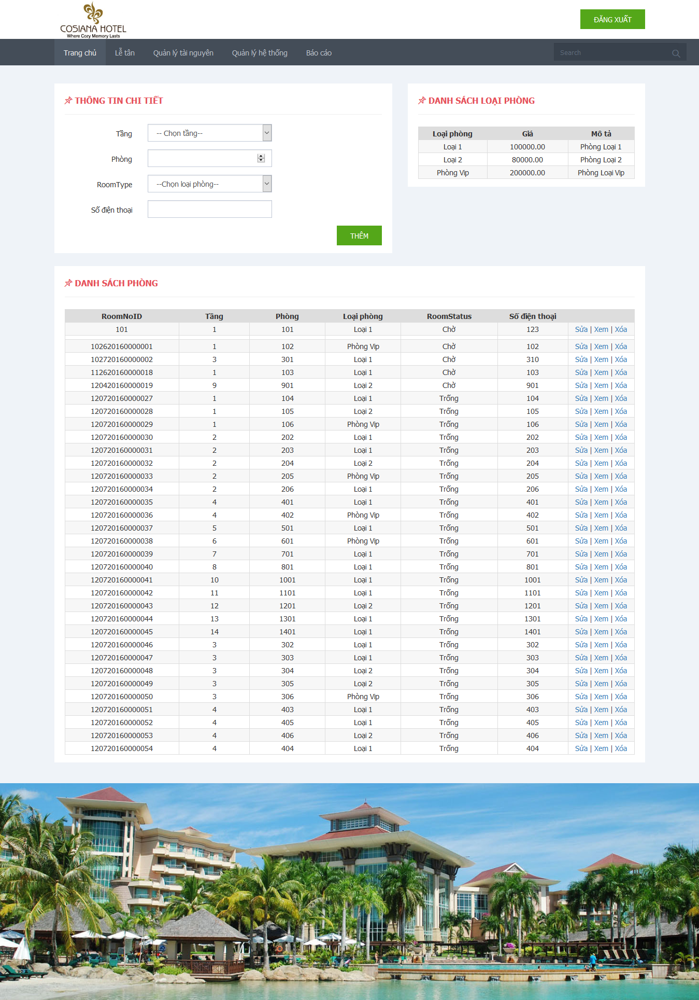 COSIANA HOTEL
Where Cozy Memory Lasts
ĐĂNG XUẤT
Trang chủ Lễ tân Quản lý tài nguyên Quản lý hệ thống Báo cáo Search
THÔNG TIN CHI TIẾT
Tầng -- Chọn tầng--
Phòng
RoomType --Chọn loại phòng--
Số điện thoại
THÊM
DANH SÁCH LOẠI PHÒNG
Loại phòng Giá Mô tả
Loại 1 100000.00 Phòng Loại 1
Loại 2 80000.00 Phòng Loại 2
Phòng Vip 200000.00 Phòng Loại Vip
DANH SÁCH PHÒNG
RoomNoID Tầng Phòng Loại phòng RoomStatus Số điện thoại
101 1 101 Loại 1 Chờ 123 Sửa | Xem | Xóa
102620160000001 1 102 Phòng Vip Chờ 102 Sửa | Xem | Xóa
102720160000002 3 301 Loại 1 Chờ 310 Sửa | Xem | Xóa
112620160000018 1 103 Loại 1 Chờ 103 Sửa | Xem | Xóa
120420160000019 9 901 Loại 2 Chờ 901 Sửa | Xem | Xóa
120720160000027 1 104 Loại 1 Trống 104 Sửa | Xem | Xóa
120720160000028 1 105 Loại 2 Trống 105 Sửa | Xem | Xóa
120720160000029 1 106 Phòng Vip Trống 106 Sửa | Xem | Xóa
120720160000030 2 202 Loại 1 Trống 202 Sửa | Xem | Xóa
120720160000031 2 203 Loại 1 Trống 203 Sửa | Xem | Xóa
120720160000032 2 204 Loại 2 Trống 204 Sửa | Xem | Xóa
120720160000033 2 205 Phòng Vip Trống 205 Sửa | Xem | Xóa
120720160000034 2 206 Loại 1 Trống 206 Sửa | Xem | Xóa
120720160000035 4 401 Loại 1 Trống 401 Sửa | Xem | Xóa
120720160000036 4 402 Phòng Vip Trống 402 Sửa | Xem | Xóa
120720160000037 5 501 Loại 1 Trống 501 Sửa | Xem | Xóa
120720160000038 6 601 Phòng Vip Trống 601 Sửa | Xem | Xóa
120720160000039 7 701 Loại 1 Trống 701 Sửa | Xem | Xóa
120720160000040 8 801 Loại 1 Trống 801 Sửa | Xem | Xóa
120720160000041 10 1001 Loại 1 Trống 1001 Sửa | Xem | Xóa
120720160000042 11 1101 Loại 1 Trống 1101 Sửa | Xem | Xóa
120720160000043 12 1201 Loại 2 Trống 1201 Sửa | Xem | Xóa
120720160000044 13 1301 Loại 1 Trống 1301 Sửa | Xem | Xóa
120720160000045 14 1401 Loại 1 Trống 1401 Sửa | Xem | Xóa
120720160000046 3 302 Loại 1 Trống 302 Sửa | Xem | Xóa
120720160000047 3 303 Loại 1 Trống 303 Sửa | Xem | Xóa
120720160000048 3 304 Loại 2 Trống 304 Sửa | Xem | Xóa
120720160000049 3 305 Loại 2 Trống 305 Sửa | Xem | Xóa
120720160000050 3 306 Phòng Vip Trống 306 Sửa | Xem | Xóa
120720160000051 4 403 Loại 1 Trống 403 Sửa | Xem | Xóa
120720160000052 4 405 Loại 1 Trống 405 Sửa | Xem | Xóa
120720160000053 4 406 Loại 2 Trống 406 Sửa | Xem | Xóa
120720160000054 4 404 Loại 1 Trống 404 Sửa | Xem | Xóa